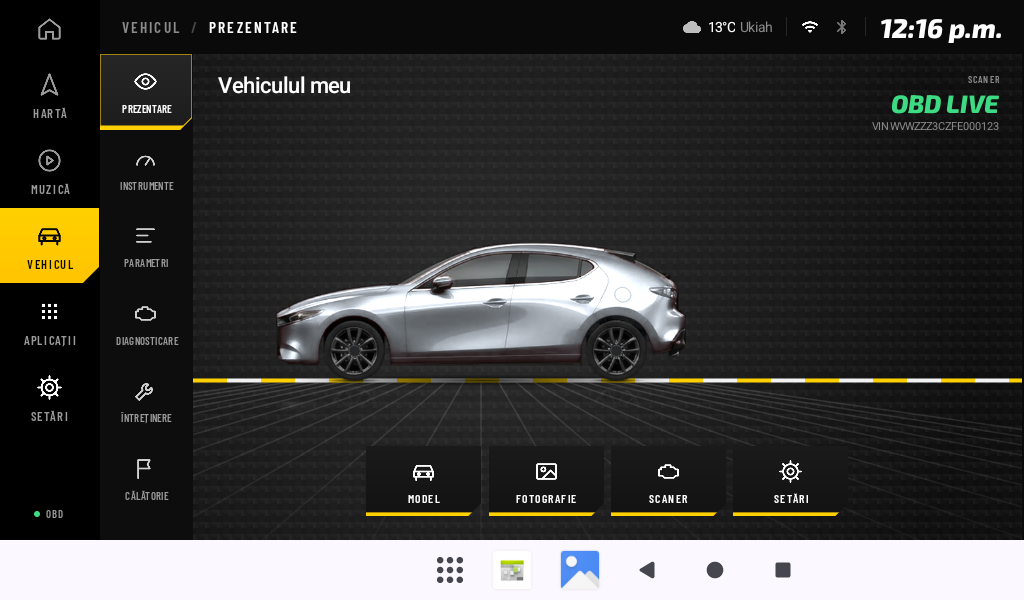 VEHICUL / PREZENTARE
13°C Ukiah
12:16 p.m.
HARTĂ
MUZICĂ
VEHICUL
APLICAȚII
SETĂRI
OBD
PREZENTARE
INSTRUMENTE
PARAMETRI
DIAGNOSTICARE
ÎNTREȚINERE
CĂLĂTORIE
Vehiculul meu
SCANER
OBD LIVE
VIN WVWZZZ3CZFE000123
MODEL
FOTOGRAFIE
SCANER
SETĂRI